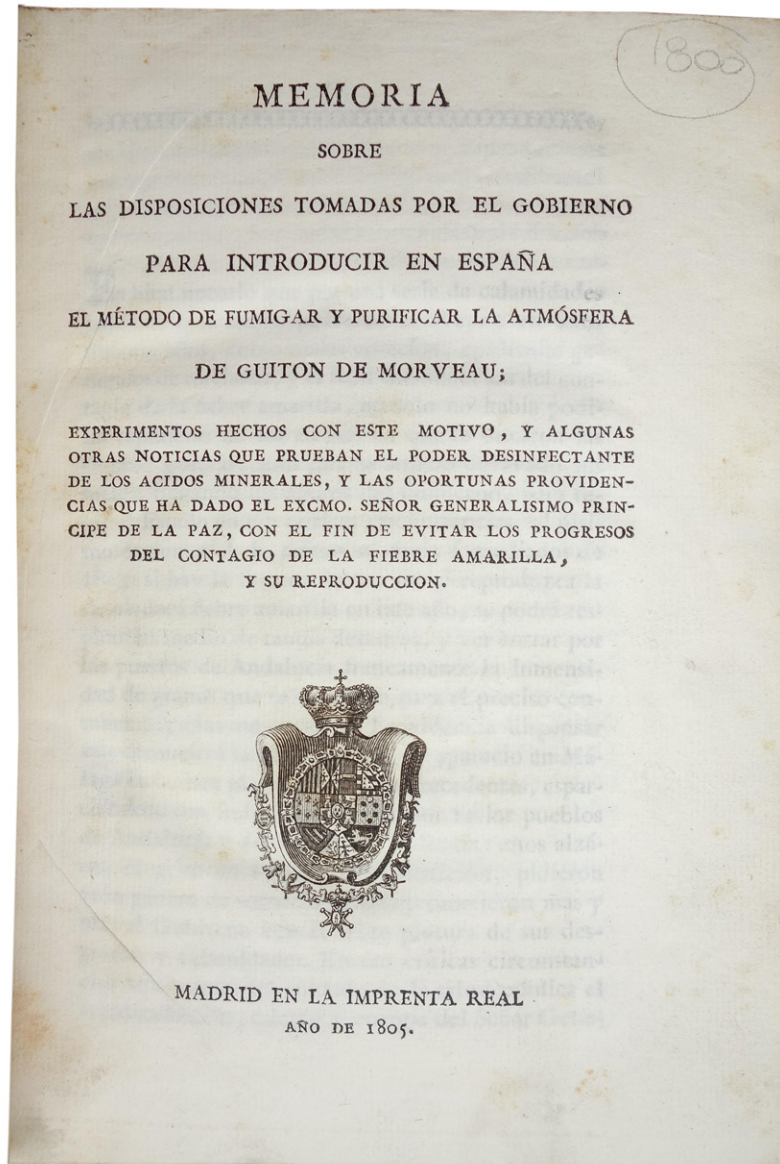 1800
MEMORIA
SOBRE
LAS DISPOSICIONES TOMADAS POR EL GOBIERNO
PARA INTRODUCIR EN ESPAÑA
EL MÉTODO DE FUMIGAR Y PURIFICAR LA ATMÓSFERA
DE GUITON DE MORVEAU;
EXPERIMENTOS HECHOS CON ESTE MOTIVO, Y ALGUNAS
OTRAS NOTICIAS QUE PRUEBAN EL PODER DESINFECTANTE
DE LOS ACIDOS MINERALES, Y LAS OPORTUNAS PROVIDEN-
CIAS QUE HA DADO EL EXCMO. SEÑOR GENERALISIMO PRIN-
CIPE DE LA PAZ, CON EL FIN DE EVITAR LOS PROGRESOS
DEL CONTAGIO DE LA FIEBRE AMARILLA,
Y SU REPRODUCCION.
MADRID EN LA IMPRENTA REAL
AÑO DE 1805.